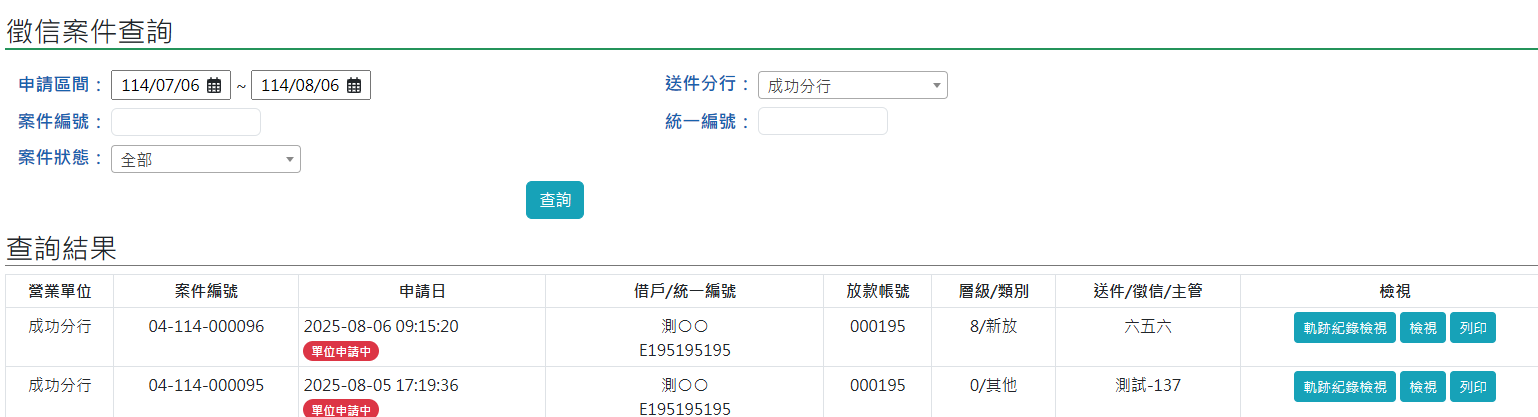 徵信案件查詢
申請區間： 114/07/06 ~ 114/08/06 送件分行： 成功分行
案件編號： 統一編號：
案件狀態： 全部
查詢
查詢結果
營業單位 案件編號 申請日 借戶/統一編號 放款帳號 層級/類別 送件/徵信/主管 檢視
成功分行 04-114-000096 2025-08-06 09:15:20 測〇〇 000195 8/新放 六五六 軌跡紀錄檢視 檢視 列印
單位申請中 E195195195
成功分行 04-114-000095 2025-08-05 17:19:36 測〇〇 000195 0/其他 測試-137 軌跡紀錄檢視 檢視 列印
單位申請中 E195195195